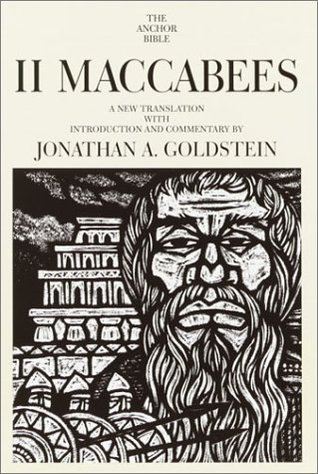 THE
ANCHOR
BIBLE
II MACCABEES
A NEW TRANSLATION
WITH
INTRODUCTION AND COMMENTARY BY
JONATHAN A. GOLDSTEIN